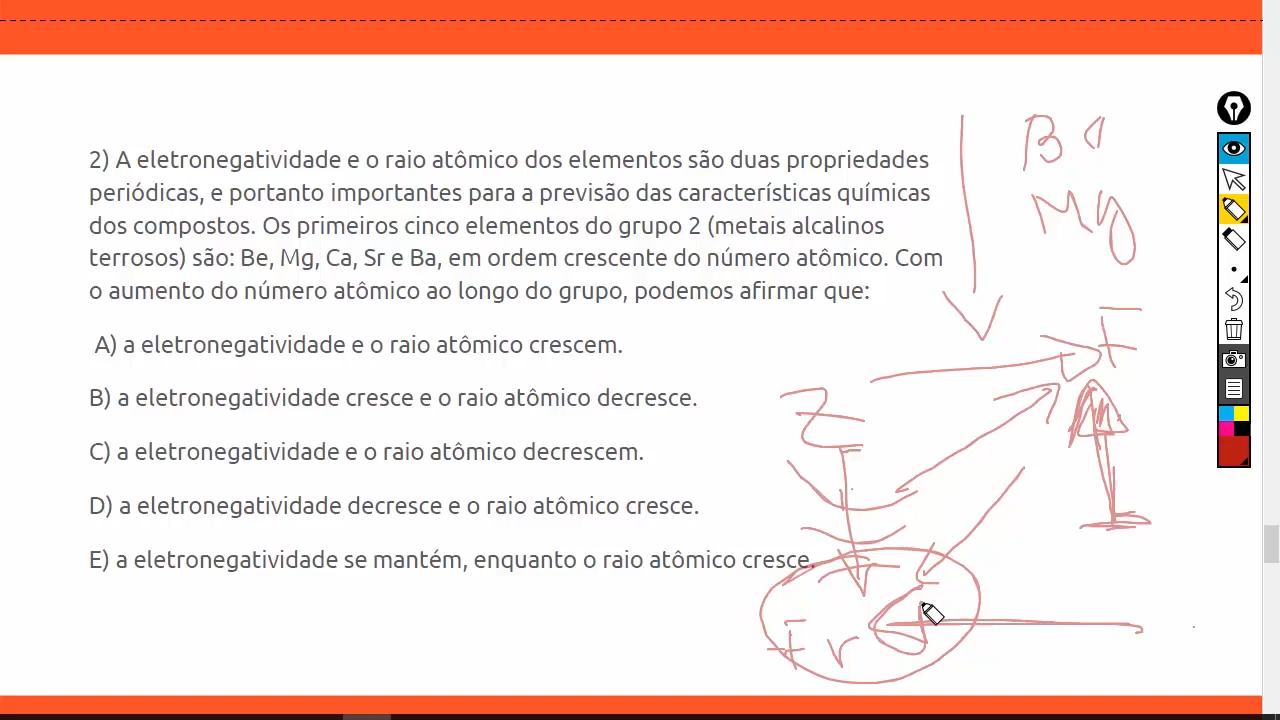 2) A eletronegatividade e o raio atômico dos elementos são duas propriedades
periódicas, e portanto importantes para a previsão das características químicas
dos compostos. Os primeiros cinco elementos do grupo 2 (metais alcalinos
terrosos) são: Be, Mg, Ca, Sr e Ba, em ordem crescente do número atômico. Com
o aumento do número atômico ao longo do grupo, podemos afirmar que:
A) a eletronegatividade e o raio atômico crescem.
B) a eletronegatividade cresce e o raio atômico decresce.
C) a eletronegatividade e o raio atômico decrescem.
D) a eletronegatividade decresce e o raio atômico cresce.
E) a eletronegatividade se mantém, enquanto o raio atômico cresce.
Mg
F
Z
Fr